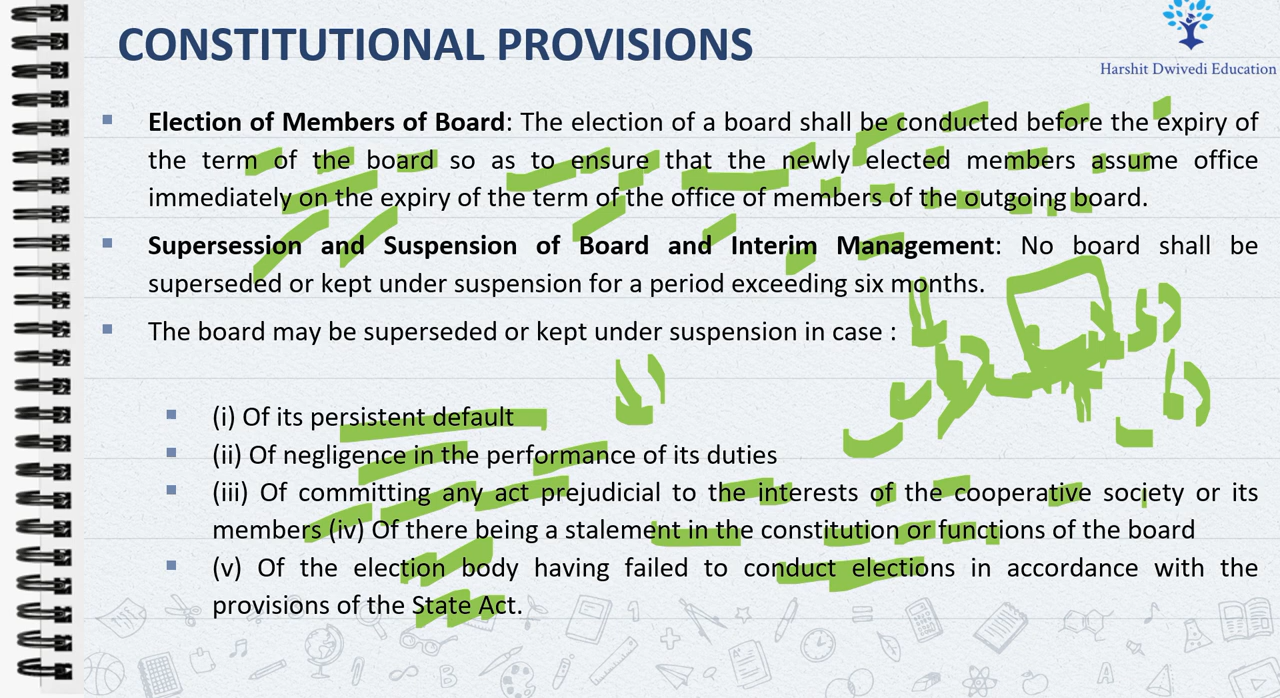 CONSTITUTIONAL PROVISIONS
Harshit Dwivedi Education
Election of Members of Board: The election of a board shall be conducted before the expiry of
the term of the board so as to ensure that the newly elected members assume office
immediately on the expiry of the term of the office of members of the outgoing board.
Supersession and Suspension of Board and Interim Management: No board shall be
superseded or kept under suspension for a period exceeding six months.
The board may be superseded or kept under suspension in case :
(i) Of its persistent default
(ii) Of negligence in the performance of its duties
(iii) Of committing any act prejudicial to the interests of the cooperative society or its
members (iv) Of there being a stalement in the constitution or functions of the board
(v) Of the election body having failed to conduct elections in accordance with the
provisions of the State Act.